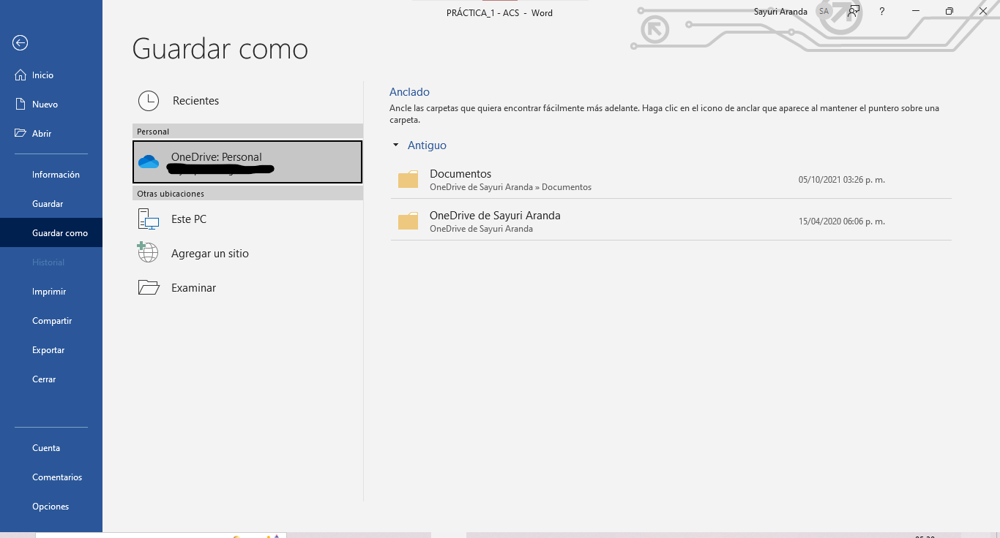 PRÁCTICA_1 - ACS - Word
Sayuri Aranda
SA
?
Guardar como
Inicio
Nuevo
Abrir
Información
Guardar
Guardar como
Historial
Imprimir
Compartir
Exportar
Cerrar
Cuenta
Comentarios
Opciones
Recientes
Personal
OneDrive: Personal
Otras ubicaciones
Este PC
Agregar un sitio
Examinar
Anclado
Ancle las carpetas que quiera encontrar fácilmente más adelante. Haga clic en el icono de anclar que aparece al mantener el puntero sobre una
carpeta.
Antiguo
Documentos
OneDrive de Sayuri Aranda » Documentos
05/10/2021 03:26 p. m.
OneDrive de Sayuri Aranda
OneDrive de Sayuri Aranda
15/04/2020 06:06 p. m.